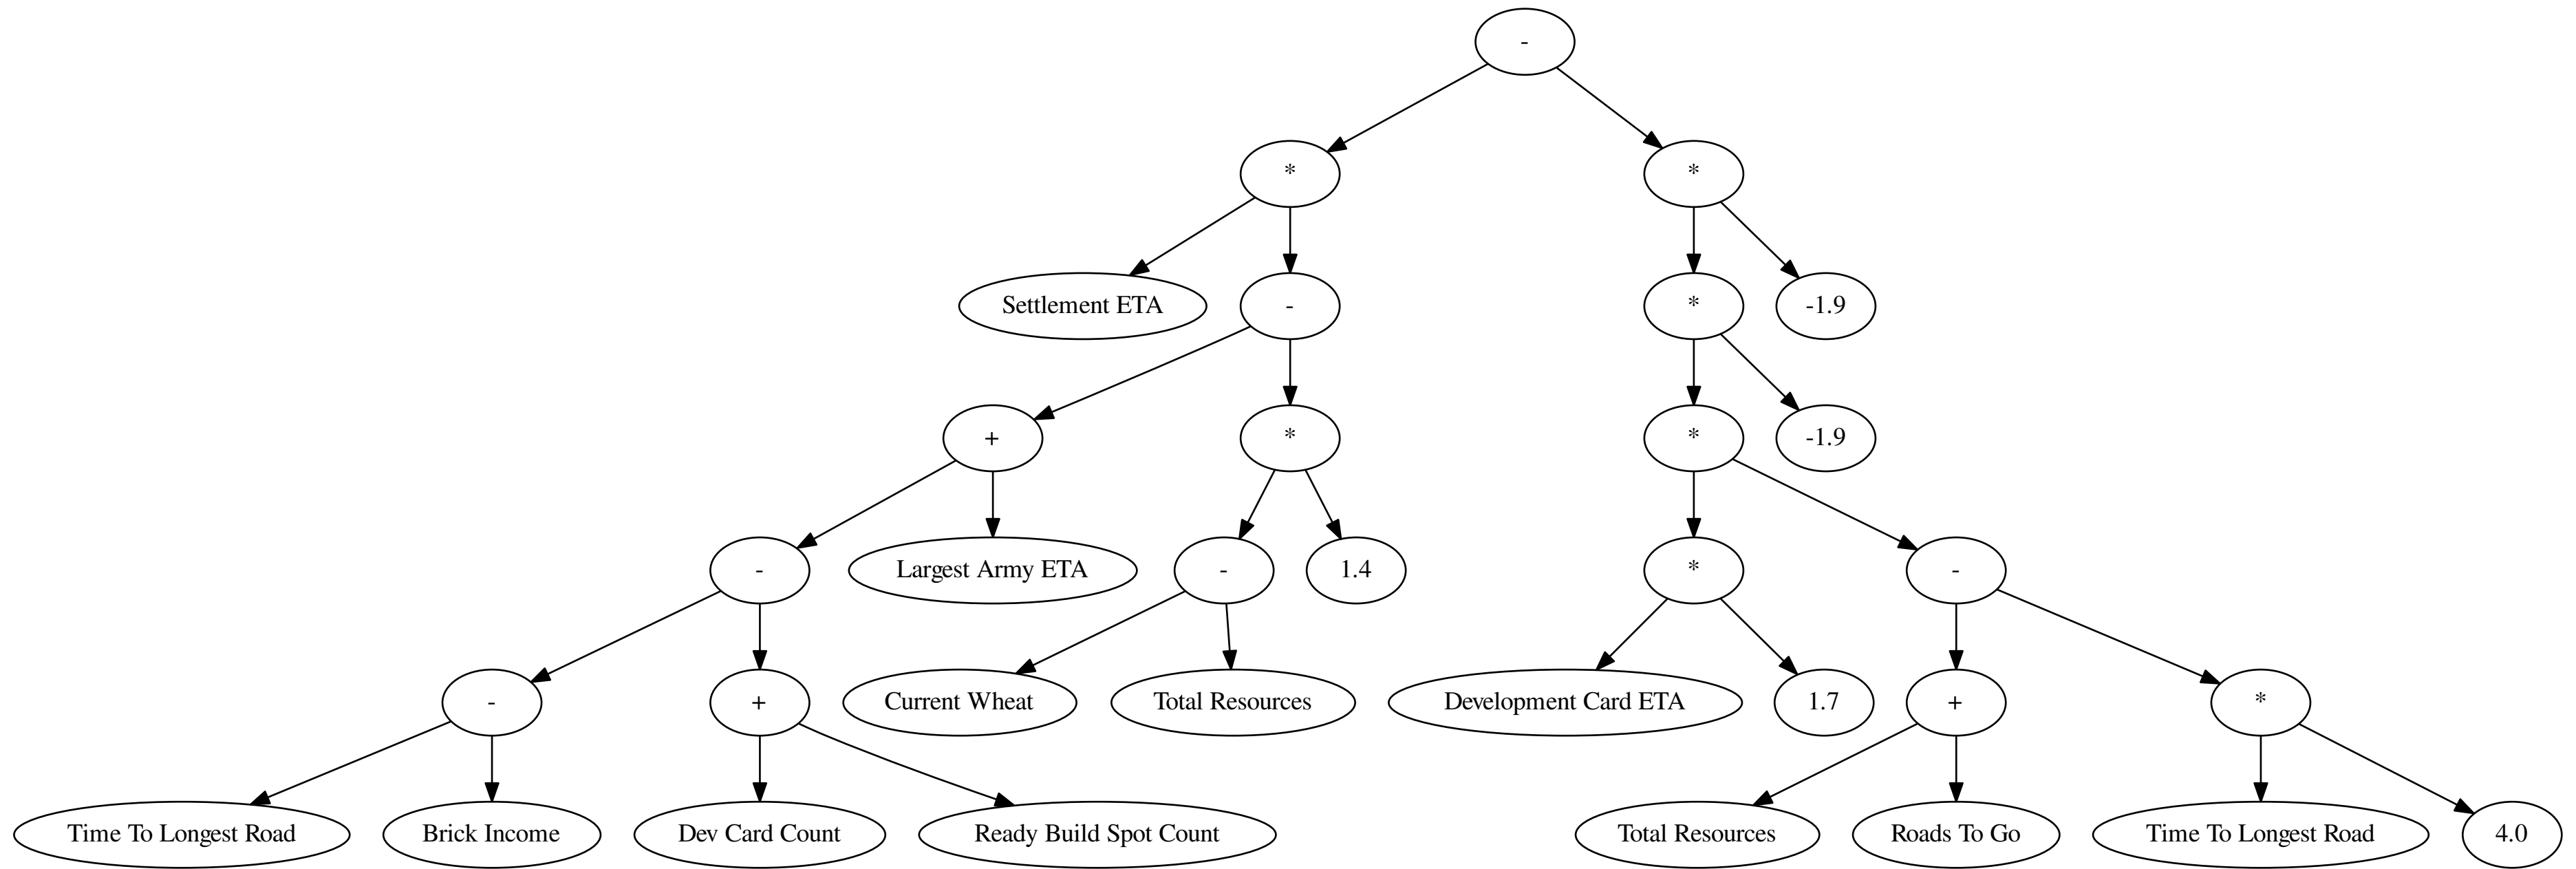 -
*
*
Settlement ETA
-
*
-1.9
+
*
*
-1.9
-
Largest Army ETA
-
1.4
*
-
-
+
Current Wheat
Total Resources
Development Card ETA
1.7
+
*
Time To Longest Road
Brick Income
Dev Card Count
Ready Build Spot Count
Total Resources
Roads To Go
Time To Longest Road
4.0